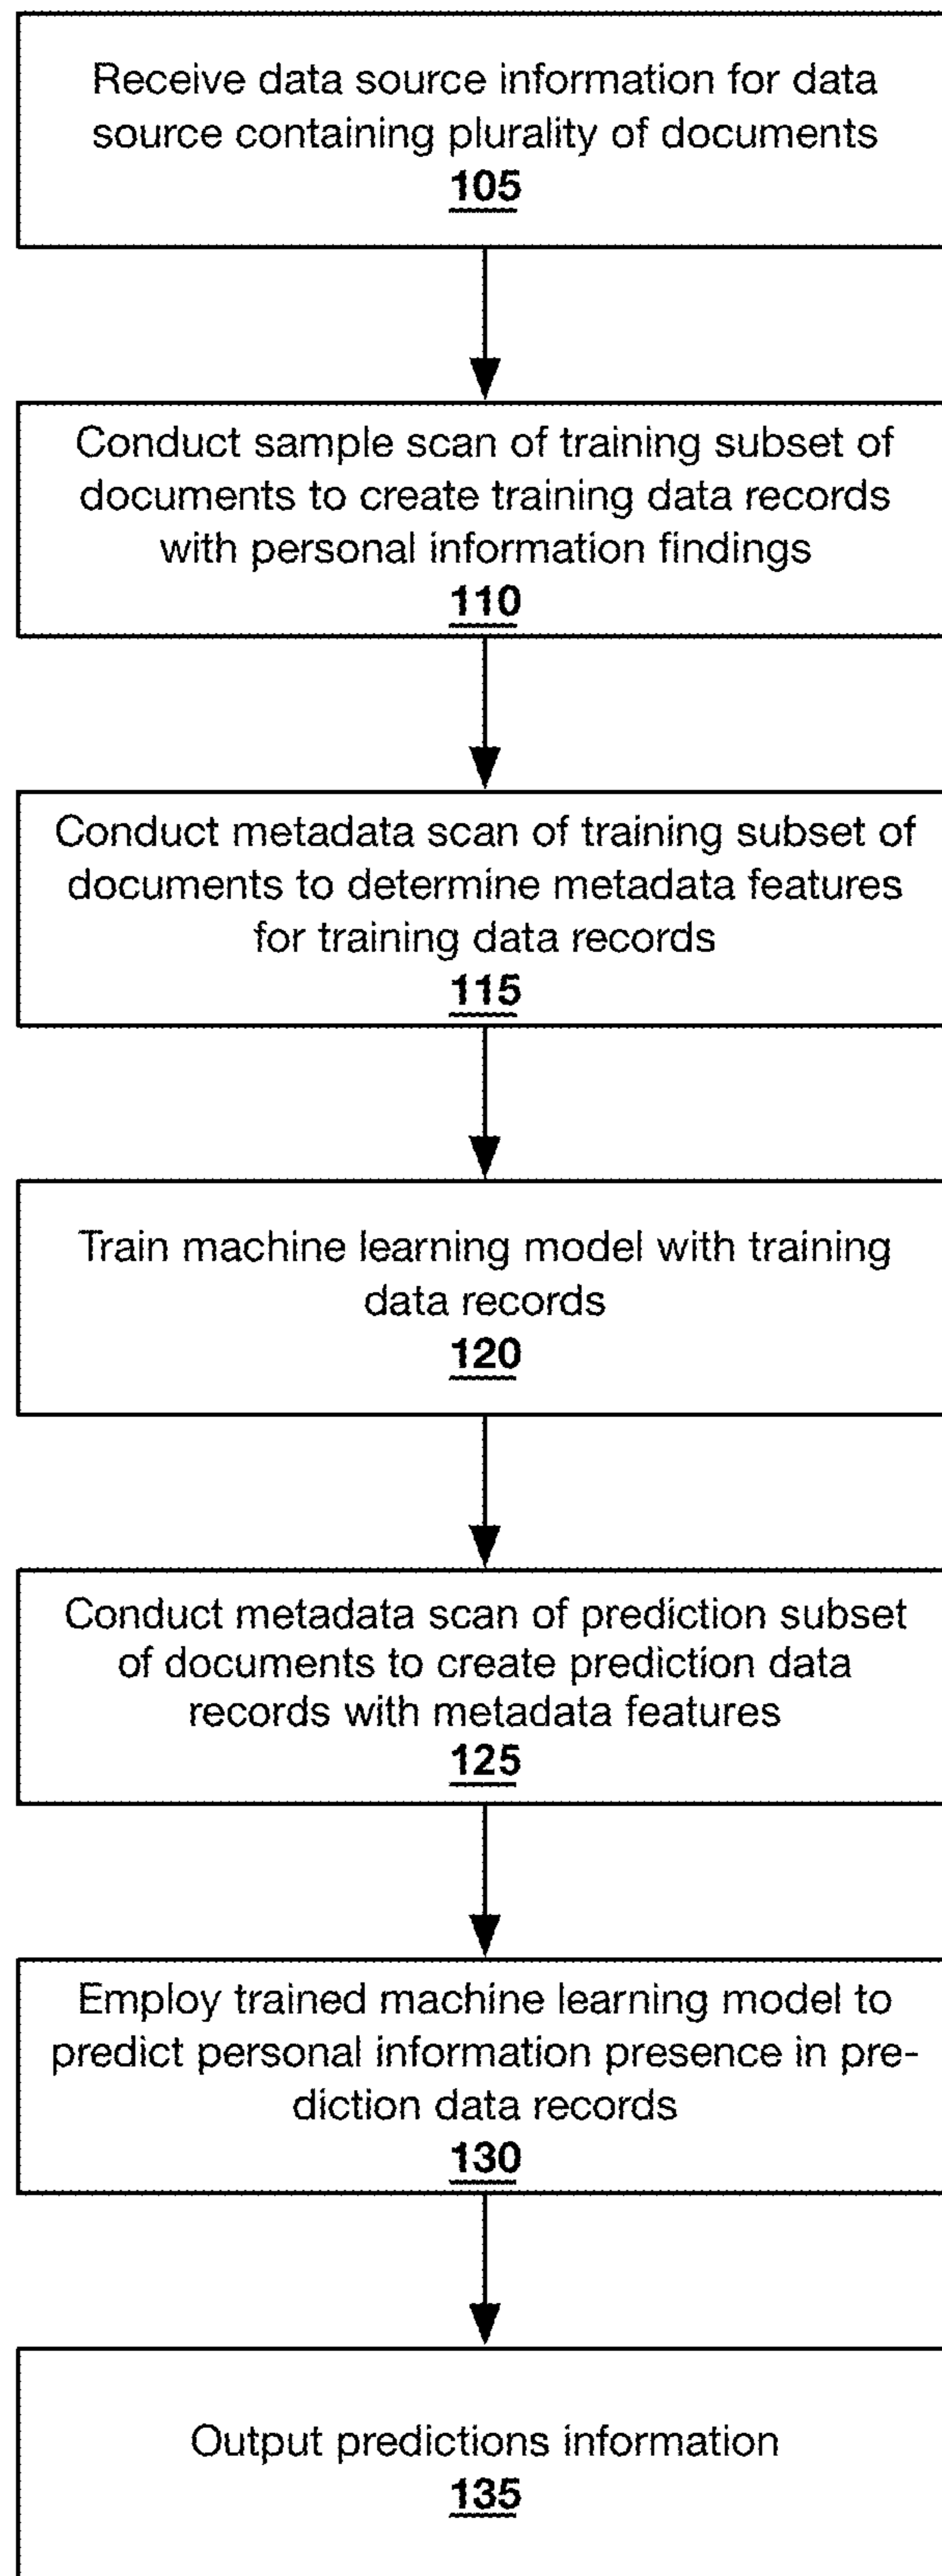 Receive data source information for data
source containing plurality of documents
105
Conduct sample scan of training subset of
documents to create training data records
with personal information findings
110
Conduct metadata scan of training subset of
documents to determine metadata features
for training data records
115
Train machine learning model with training
data records
120
Conduct metadata scan of prediction subset
of documents to create prediction data
records with metadata features
125
Employ trained machine learning model to
predict personal information presence in pre-
diction data records
130
Output predictions information
135